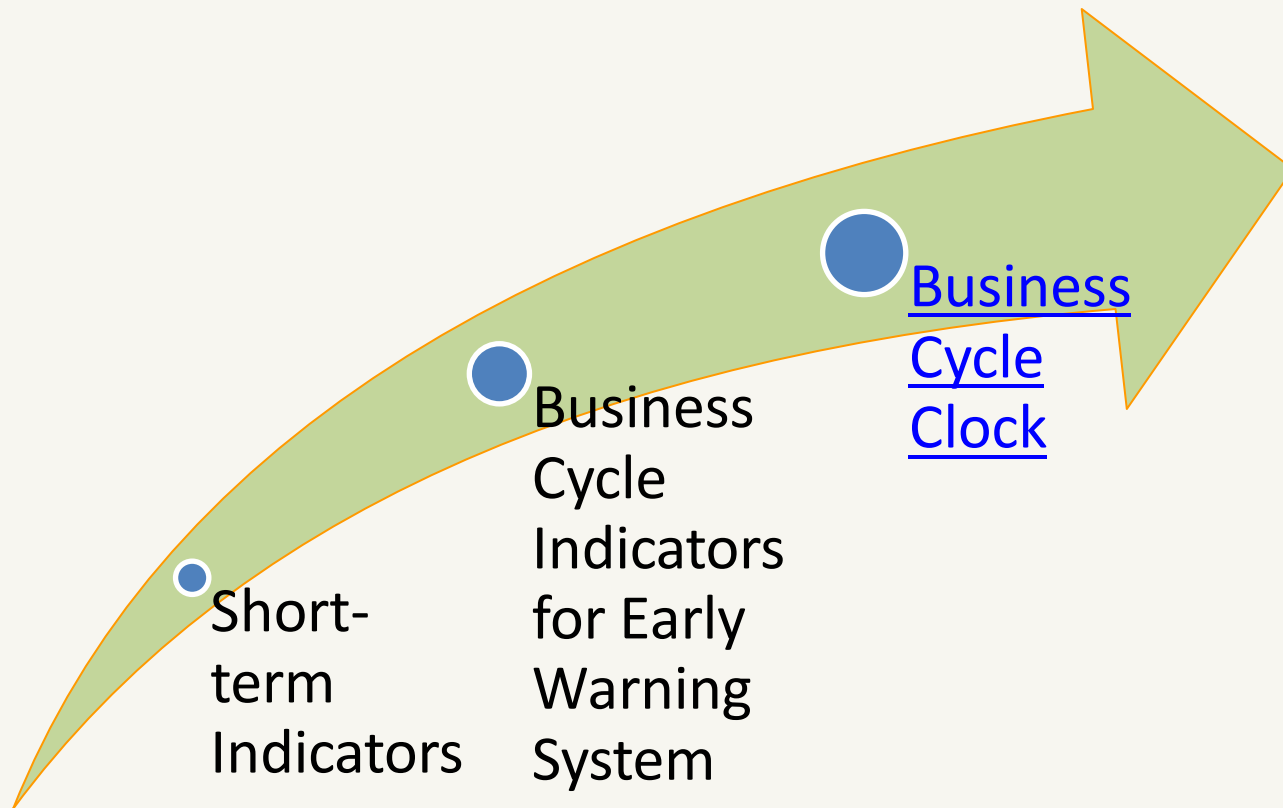 Short-
term
Indicators
Business
Cycle
Indicators
for Early
Warning
System
Business
Cycle
Clock